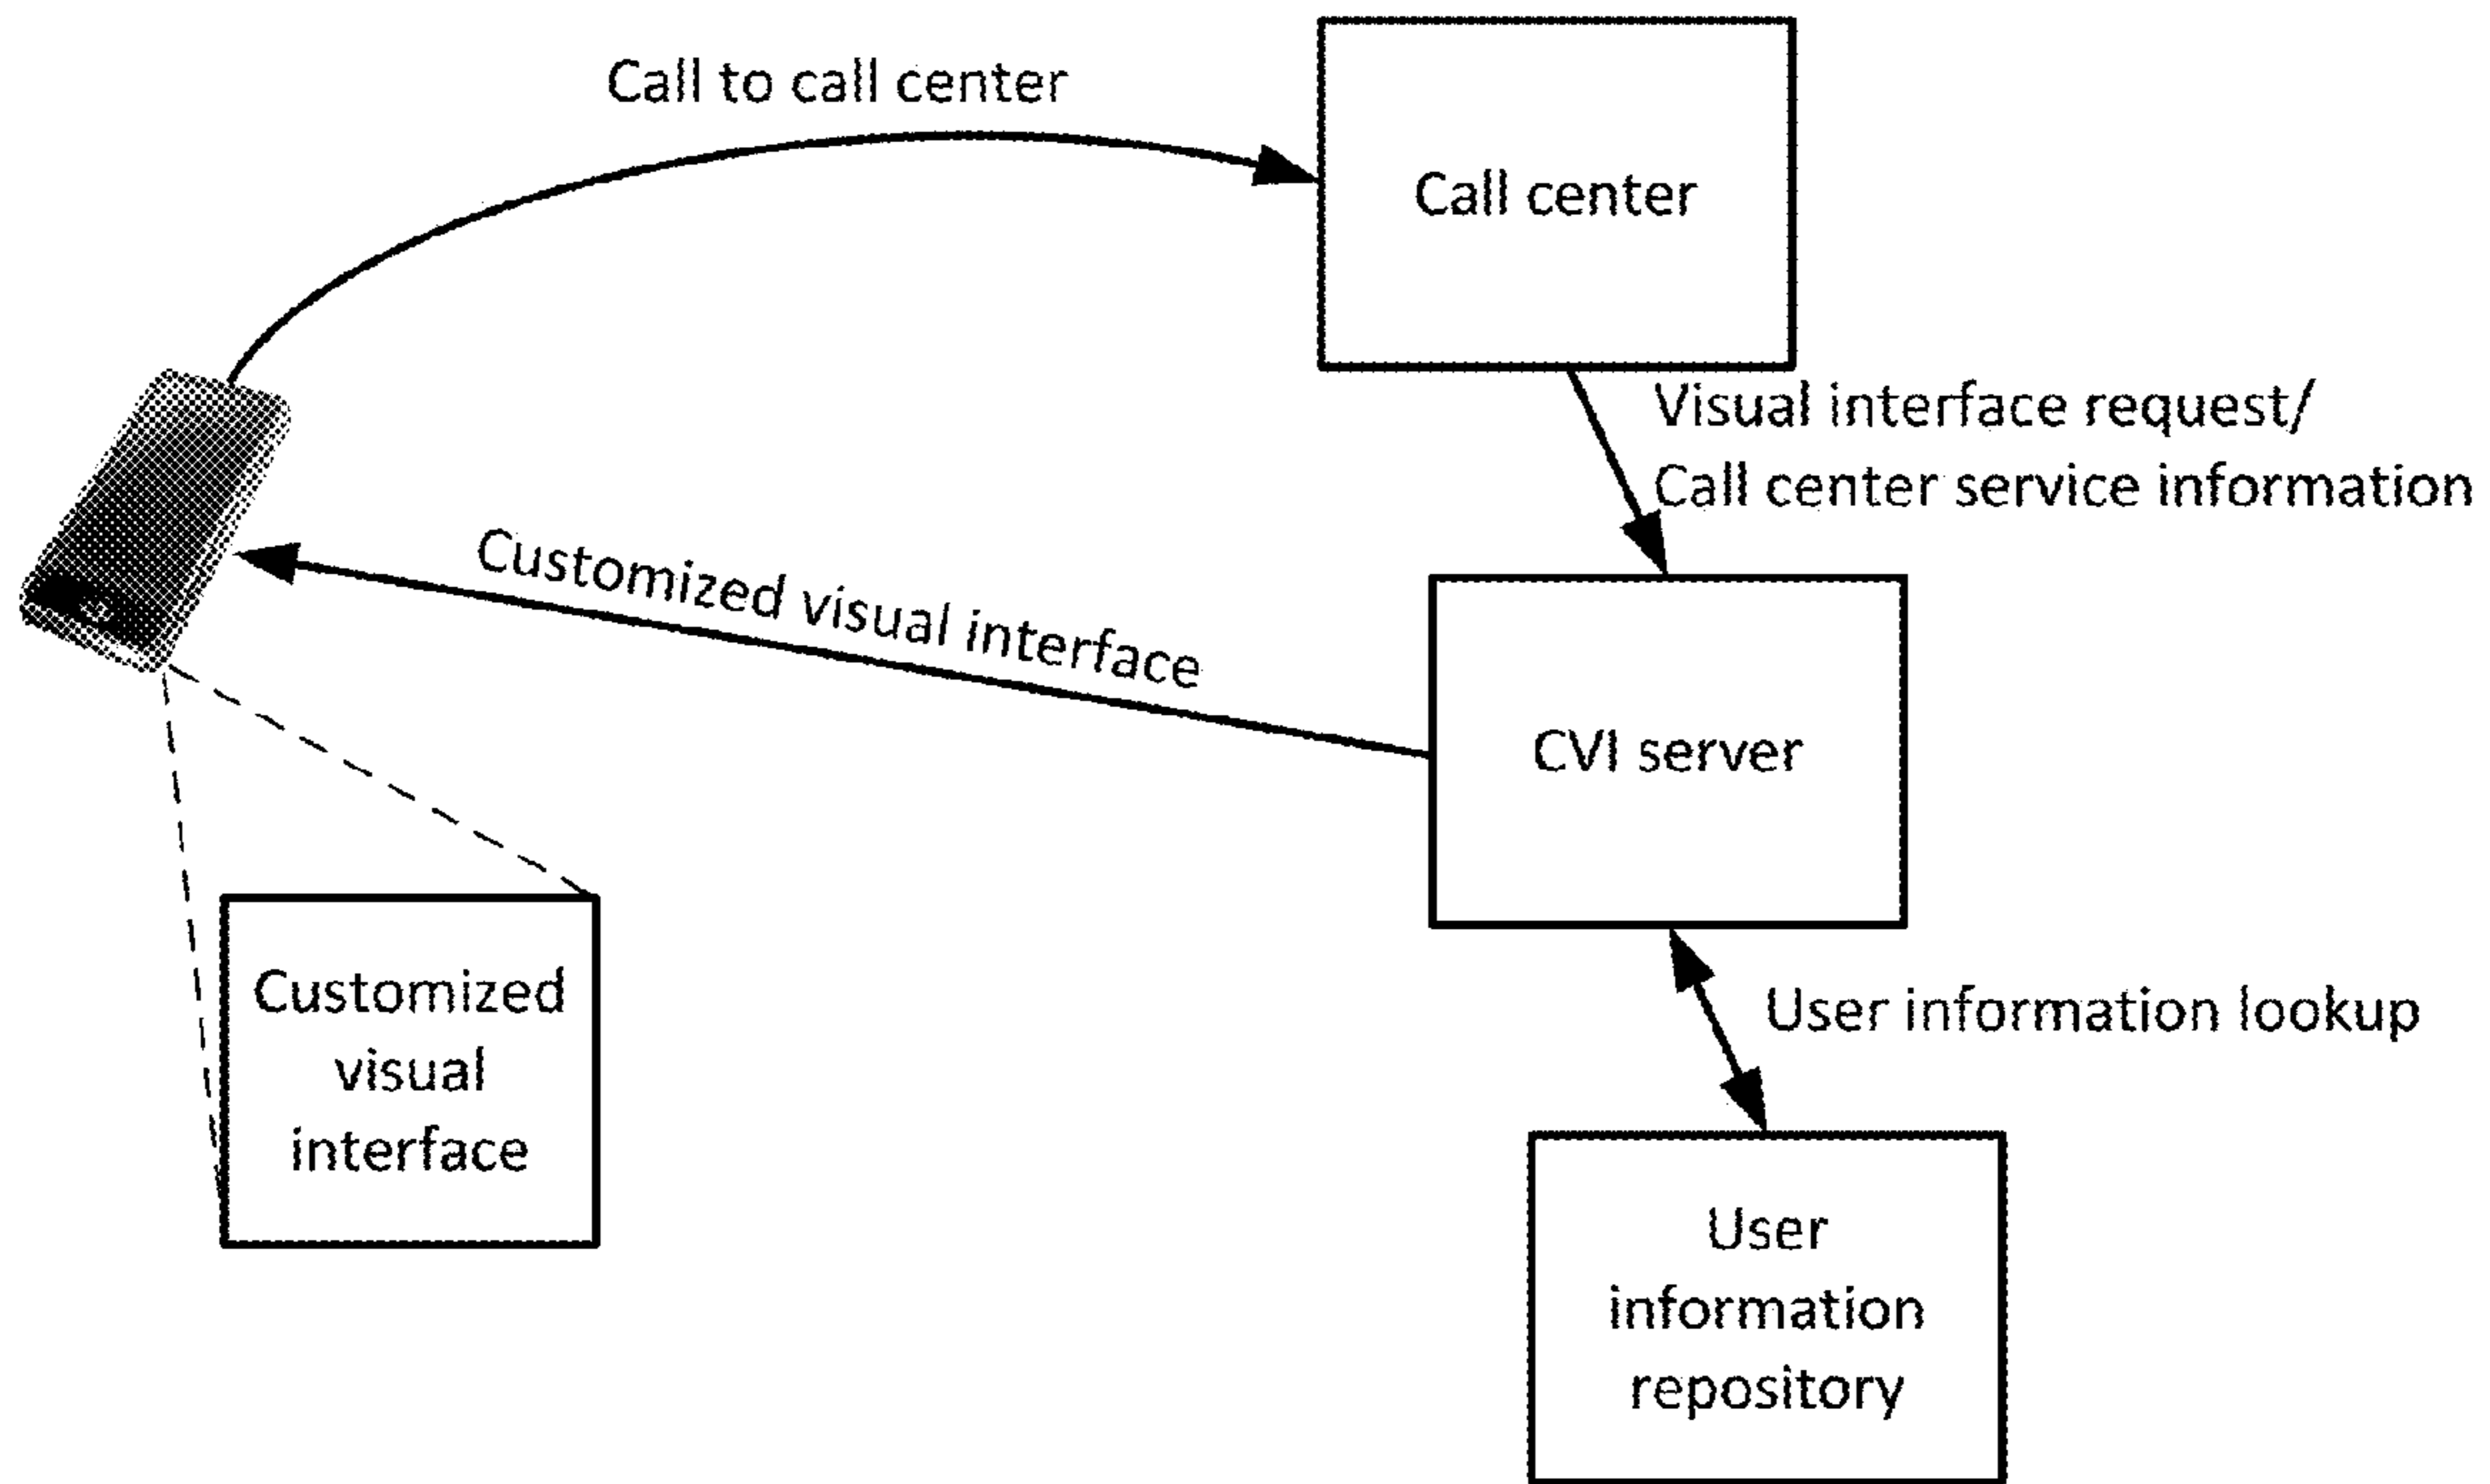 Call to call center
Call center
Visual interface request/
Call center service information
Customized visual interface
CVI server
Customized
visual
interface
User information lookup
User
information
repository